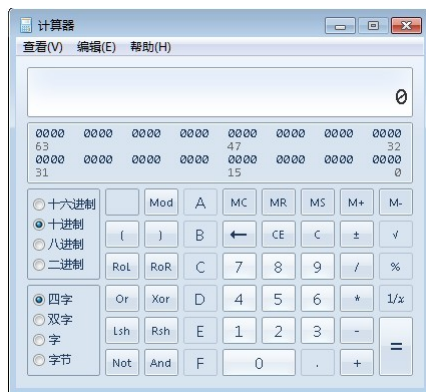 计算器
查看(V) 编辑(E) 帮助(H)
0
0000 0000 0000 0000 0000 0000 0000 0000
63 47 32
0000 0000 0000 0000 0000 0000 0000 0000
31 15 0
十六进制 Mod A MC MR MS M+ M-
十进制 ( ) B ← CE C ± √
八进制
二进制 RoL RoR C 7 8 9 / %
四字 Or Xor D 4 5 6 * 1/x
双字
字 Lsh Rsh E 1 2 3 - =
字节 Not And F 0 . +